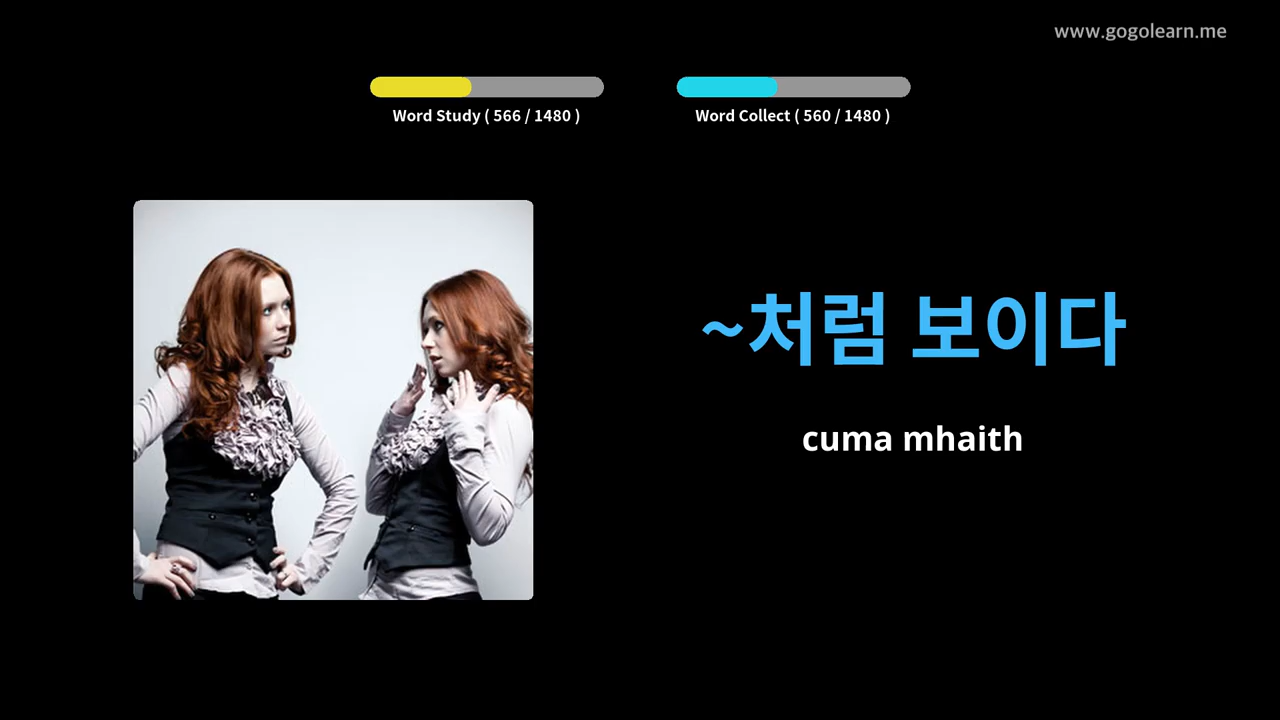 www.gogolearn.me
Word Study ( 566 / 1480 )
Word Collect ( 560 / 1480 )
~처럼 보이다
cuma mhaith